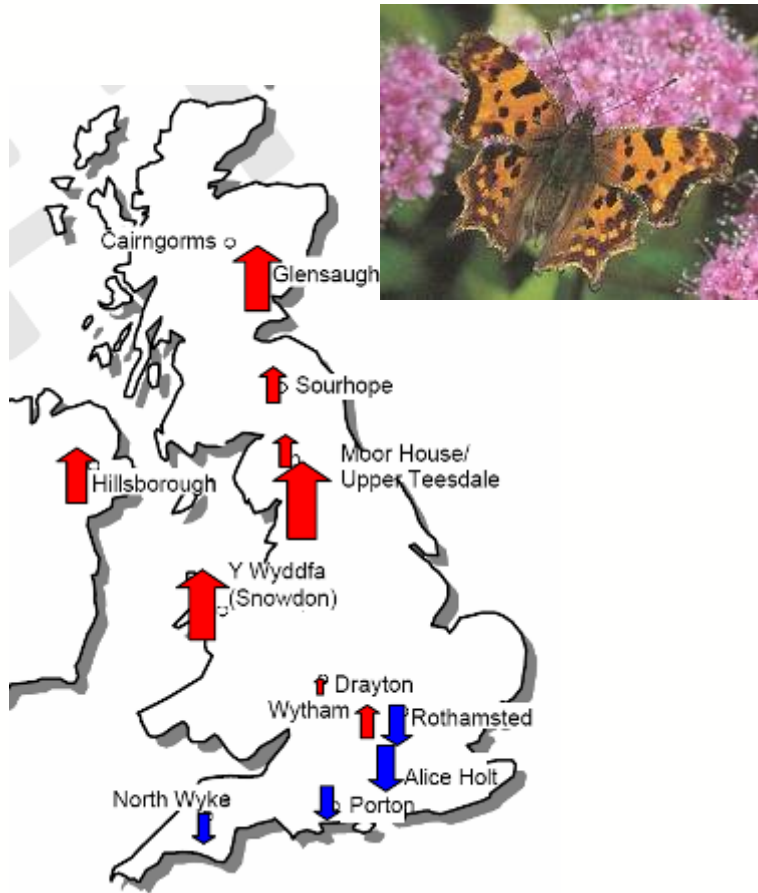 Cairngorms
Glensaugh
Sourhope
Moor House/
Upper Teesdale
Hillsborough
Y Wyddfa
(Snowdon)
Drayton
Wytham
Rothamsted
Alice Holt
North Wyke
Porton